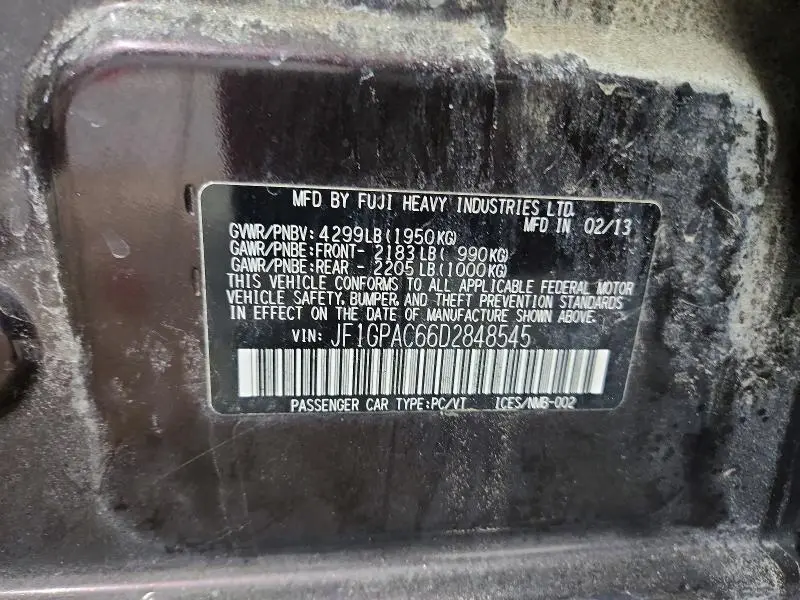 MFD BY FUJI HEAVY INDUSTRIES LTD.
MFD IN 02/13
GVWR/PNBV: 4299LB(1950KG)
GAWR/PNBE:FRONT- 2183LB( 990KG)
GAWR/PNBE:REAR - 2205LB(1000KG)
THIS VEHICLE CONFORMS TO ALL APPLICABLE FEDERAL MOTOR
VEHICLE SAFETY, BUMPER, AND THEFT PREVENTION STANDARDS
IN EFFECT ON THE DATE OF MANUFACTURE SHOWN ABOVE.
VIN: JF1GPAC66D2848545
PASSENGER CAR TYPE:PC/VT ICES/NMB-002